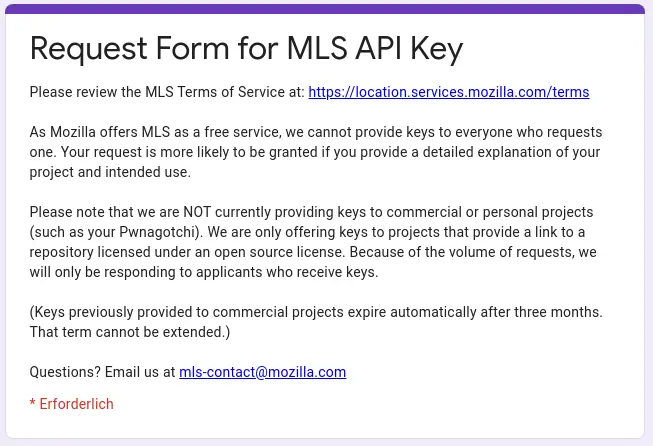 Request Form for MLS API Key
Please review the MLS Terms of Service at: https://location.services.mozilla.com/terms
As Mozilla offers MLS as a free service, we cannot provide keys to everyone who requests
one. Your request is more likely to be granted if you provide a detailed explanation of your
project and intended use.
Please note that we are NOT currently providing keys to commercial or personal projects
(such as your Pwnagotchi). We are only offering keys to projects that provide a link to a
repository licensed under an open source license. Because of the volume of requests, we
will only be responding to applicants who receive keys.
(Keys previously provided to commercial projects expire automatically after three months.
That term cannot be extended.)
Questions? Email us at mls-contact@mozilla.com
* Erforderlich